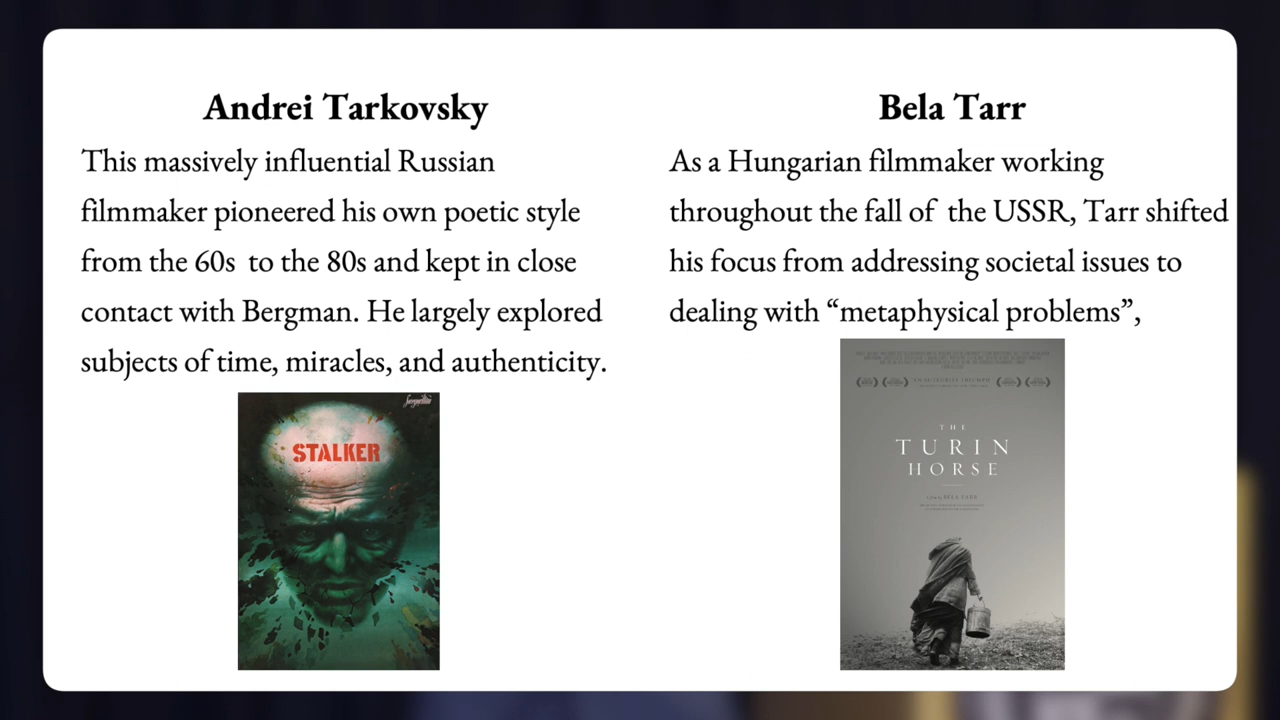 Andrei Tarkovsky
This massively influential Russian
filmmaker pioneered his own poetic style
from the 60s to the 80s and kept in close
contact with Bergman. He largely explored
subjects of time, miracles, and authenticity.
STALKER
Bela Tarr
As a Hungarian filmmaker working
throughout the fall of the USSR, Tarr shifted
his focus from addressing societal issues to
dealing with “metaphysical problems”,
THE
TURIN
HORSE